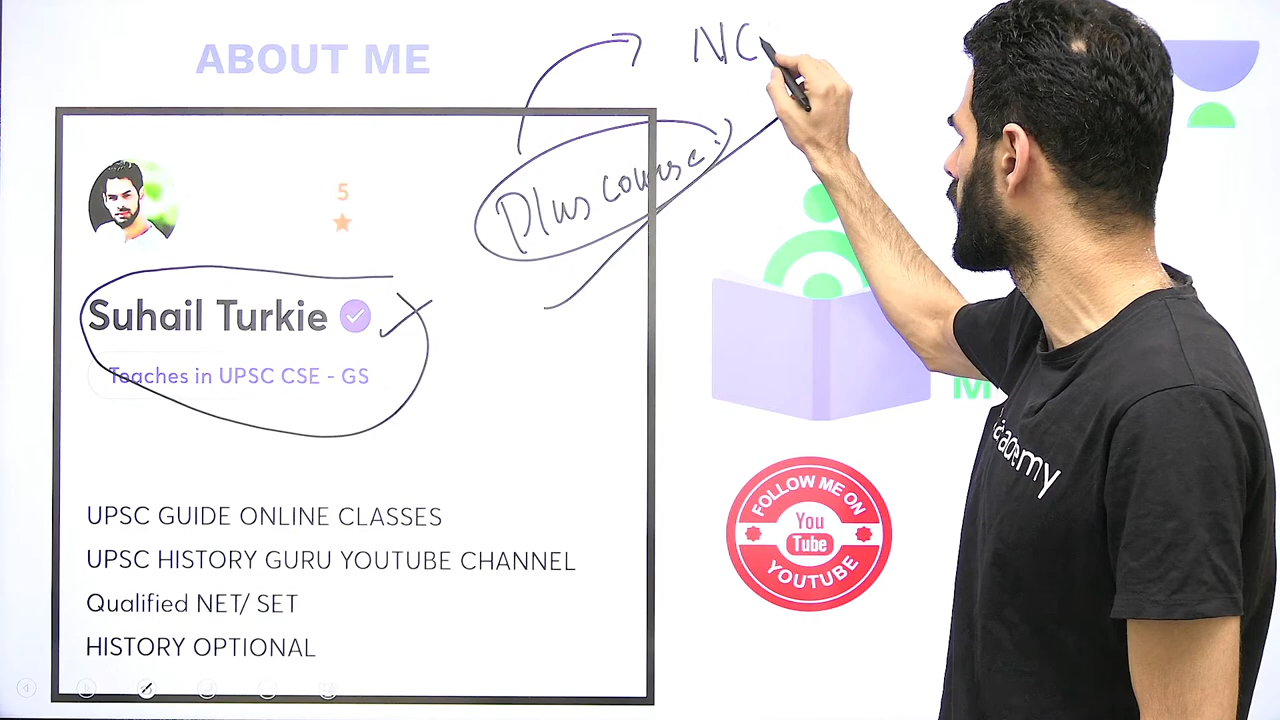 ABOUT ME
NC
Plus course
5
Suhail Turkie
Teaches in UPSC CSE - GS
UPSC GUIDE ONLINE CLASSES
UPSC HISTORY GURU YOUTUBE CHANNEL
Qualified NET/ SET
HISTORY OPTIONAL
M
FOLLOW ME ON
You
Tube
YOUTUBE
academy